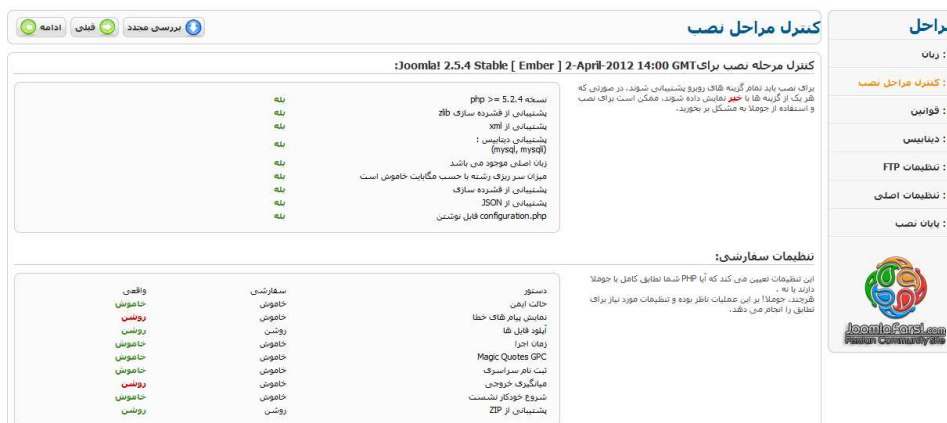 مراحل
: زبان
: کنترل مراحل نصب
: قوانین
: دیتابیس
: تنظیمات FTP
: تنظیمات اصلی
: پایان نصب
JoomlaFarsi.com
Persian Community Site
کنترل مراحل نصب
بررسی مجدد
قبلی
ادامه
کنترل مرحله نصب برایJoomla! 2.5.4 Stable [ Ember ] 2-April-2012 14:00 GMT:
برای نصب باید تمام گزینه های روبرو پشتیبانی شوند. در صورتی که
هر یک از گزینه ها با خیر نمایش داده شوند، ممکن است برای نصب
و استفاده از جوملا به مشکل بر بخورید.
نسخه php >= 5.2.4 بله
پشتیبانی از فشرده سازی zlib بله
پشتیبانی از xml بله
پشتیبانی دیتابیس :
(mysql, mysqli) بله
زبان اصلی موجود می باشد بله
میزان سر ریزی رشته با حسب مگابایت خاموش است بله
پشتیبانی از فشرده سازی بله
پشتیبانی از JSON بله
configuration.php قابل نوشتن بله
تنظیمات سفارشی:
این تنظیمات تعیین می کند که آیا PHP شما تطابق کامل با جوملا
دارند یا نه .
هرچند، جوملا! بر این عملیات ناظر بوده و تنظیمات مورد نیاز برای
تطابق را انجام می دهد.
دستور سفارشی واقعی
حالت ایمن خاموش خاموش
نمایش پیام های خطا خاموش روشن
آپلود فایل ها روشن روشن
زمان اجرا خاموش خاموش
Magic Quotes GPC خاموش خاموش
ثبت نام سراسری خاموش خاموش
میانگیری خروجی خاموش روشن
شروع خودکار نشست خاموش خاموش
پشتیبانی از ZIP روشن روشن